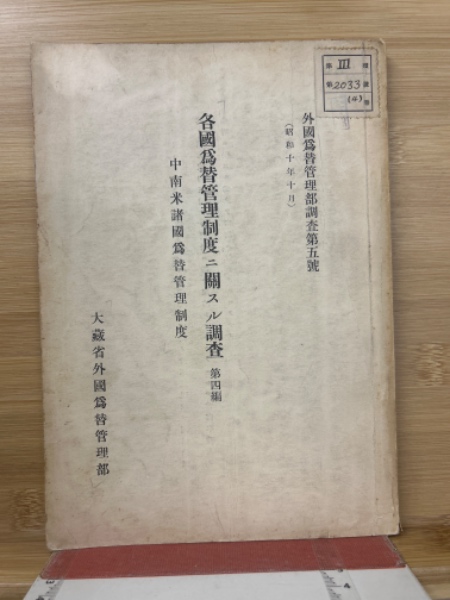 外國爲替管理部調査第五號
(昭和十年十月)
各國爲替管理制度ニ關スル調査 第四編
中南米諸國爲替管理制度
大藏省外國爲替管理部
III
2033
(4)